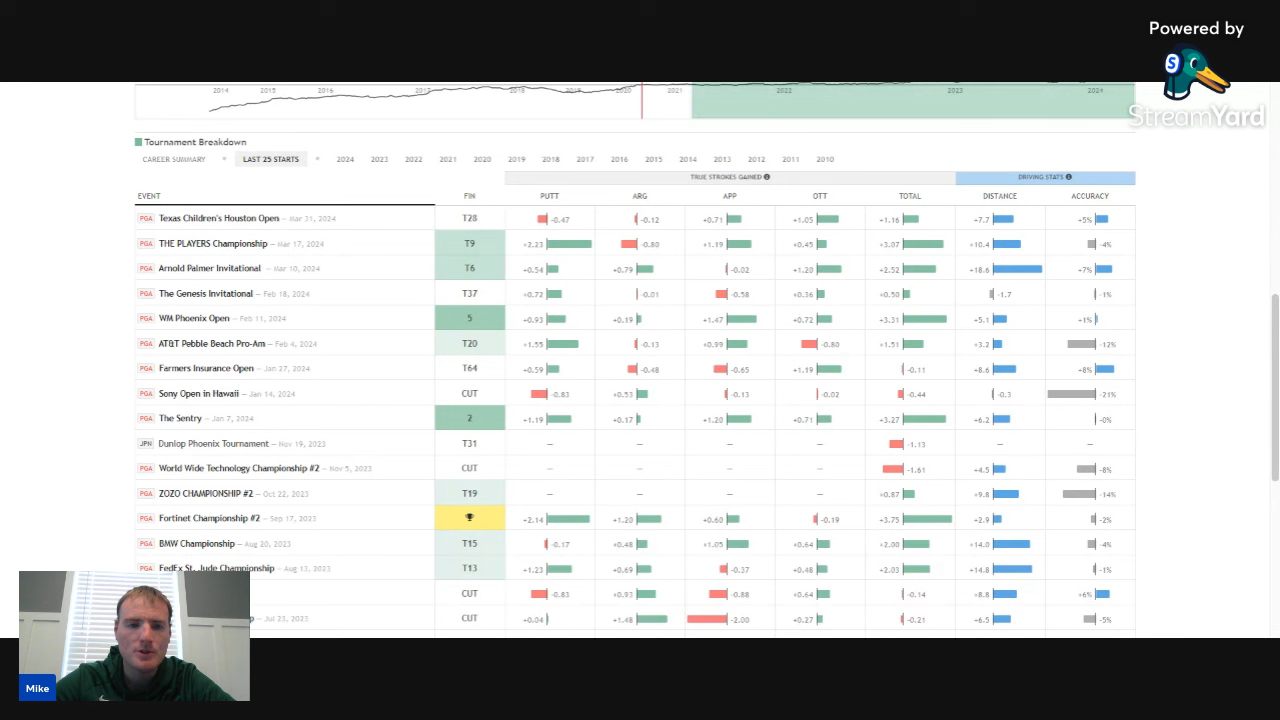 Powered by
StreamYard
2014 2015 2016 2017 2018 2019 2020 2021 2022 2023 2024
Tournament Breakdown
CAREER SUMMARY LAST 25 STARTS 2024 2023 2022 2021 2020 2019 2018 2017 2016 2015 2014 2013 2012 2011 2010
TRUE STROKES GAINED DRIVING STATS
EVENT FIN PUTT ARG APP OTT TOTAL DISTANCE ACCURACY
PGA Texas Children's Houston Open — Mar 31, 2024 T28 -0.47 -0.12 +0.71 +1.05 +1.16 +7.7 +5%
PGA THE PLAYERS Championship — Mar 17, 2024 T9 +2.23 -0.80 +1.19 +0.45 +3.07 +10.4 -4%
PGA Arnold Palmer Invitational — Mar 10, 2024 T6 +0.54 +0.79 -0.02 +1.20 +2.52 +18.6 +7%
PGA The Genesis Invitational — Feb 18, 2024 T37 +0.72 -0.01 -0.58 +0.36 +0.50 -1.7 -1%
PGA WM Phoenix Open — Feb 11, 2024 5 +0.93 +0.19 +1.47 +0.72 +3.31 +5.1 +1%
PGA AT&T Pebble Beach Pro-Am — Feb 4, 2024 T20 +1.55 -0.13 +0.99 -0.80 +1.51 +3.2 -12%
PGA Farmers Insurance Open — Jan 27, 2024 T64 +0.59 -0.48 -0.65 +1.19 -0.11 +8.6 +8%
PGA Sony Open in Hawaii — Jan 14, 2024 CUT -0.83 +0.53 -0.13 -0.02 -0.44 -0.3 -21%
PGA The Sentry — Jan 7, 2024 2 +1.19 +0.17 +1.20 +0.71 +3.27 +6.2 -0%
JPN Dunlop Phoenix Tournament — Nov 19, 2023 T31 — — — — -1.13 — —
PGA World Wide Technology Championship #2 — Nov 5, 2023 CUT — — — — -1.61 +4.5 -8%
PGA ZOZO CHAMPIONSHIP #2 — Oct 22, 2023 T19 — — — — +0.87 +9.8 -14%
PGA Fortinet Championship #2 — Sep 17, 2023 +2.14 +1.20 +0.60 -0.19 +3.75 +2.9 -2%
PGA BMW Championship — Aug 20, 2023 T15 -0.17 +0.48 +1.05 +0.64 +2.00 +14.0 -4%
PGA FedEx St. Jude Championship — Aug 13, 2023 T13 +1.23 +0.69 -0.37 +0.48 +2.03 +14.8 -1%
CUT -0.83 +0.93 -0.88 +0.64 -0.14 +8.8 +6%
Jul 23, 2023 CUT +0.04 +1.48 -2.00 +0.27 -0.21 +6.5 -5%
Mike